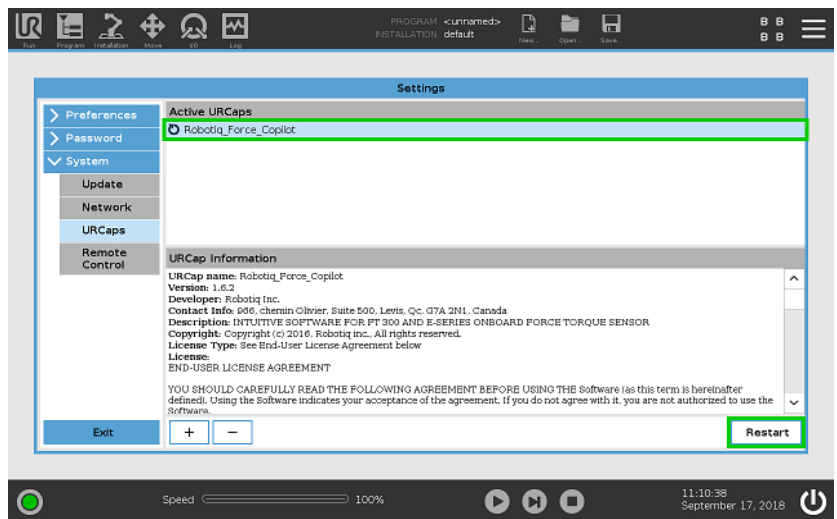 PROGRAM <unnamed>
INSTALLATION default
Run
Program
Installation
Move
I/O
Log
New...
Open...
Save...
B B
B B
Settings
Preferences
Password
System
Update
Network
URCaps
Remote
Control
Exit
Active URCaps
Robotiq_Force_Copilot
URCap Information
URCap name: Robotiq_Force_Copilot
Version: 1.6.2
Developer: Robotiq Inc.
Contact Info: 966, chemin Olivier, Suite 500, Levis, Qc, G7A 2N1, Canada
Description: INTUITIVE SOFTWARE FOR FT 300 AND E-SERIES ONBOARD FORCE TORQUE SENSOR
Copyright: Copyright (c) 2016, Robotiq inc., All rights reserved.
License Type: See End-User License Agreement below
License:
END-USER LICENSE AGREEMENT
YOU SHOULD CAREFULLY READ THE FOLLOWING AGREEMENT BEFORE USING THE Software (as this term is hereinafter
defined). Using the Software indicates your acceptance of the agreement. If you do not agree with it, you are not authorized to use the
Software.
+
−
Restart
Speed
100%
11:10:38
September 17, 2018